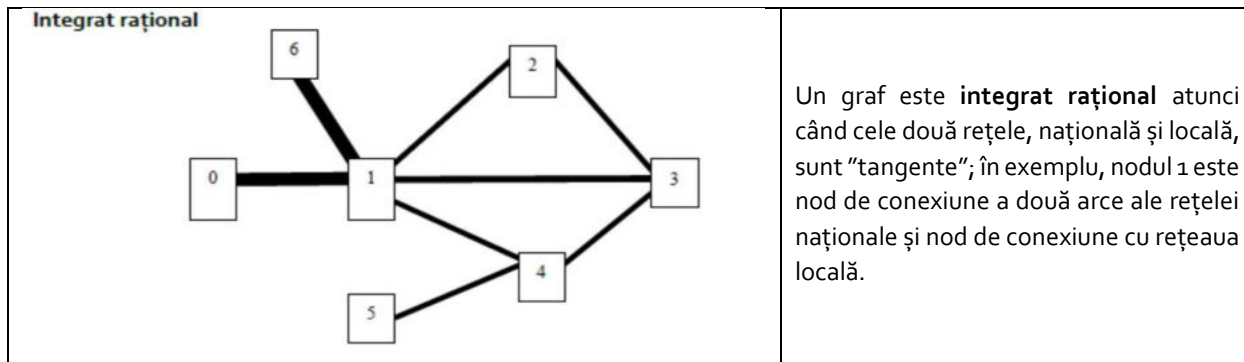 Integrat rațional
6
2
0
1
3
4
5
Un graf este integrat rațional atunci
când cele două rețele, națională și locală,
sunt ”tangente”; în exemplu, nodul 1 este
nod de conexiune a două arce ale rețelei
naționale și nod de conexiune cu rețeaua
locală.